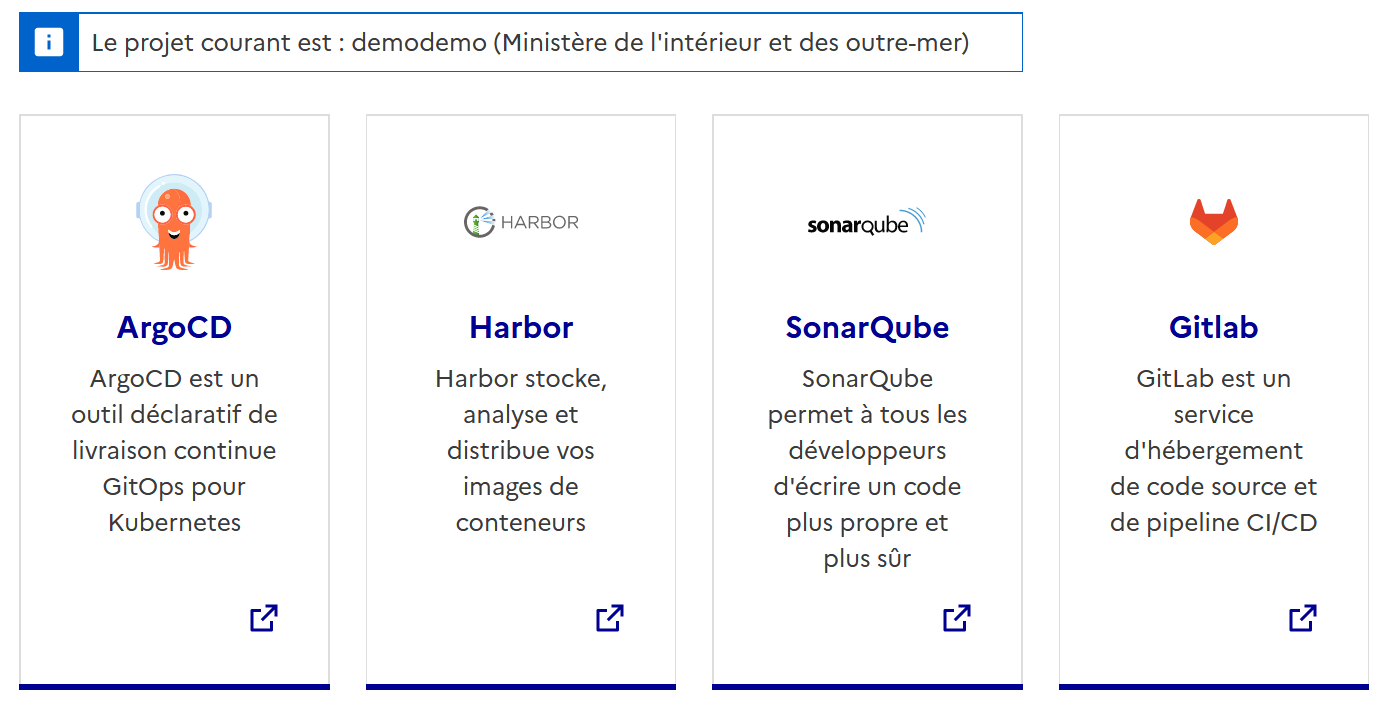 Le projet courant est : demodemo (Ministère de l'intérieur et des outre-mer)
HARBOR
sonarqube
ArgoCD
ArgoCD est un
outil déclaratif de
livraison continue
GitOps pour
Kubernetes
Harbor
Harbor stocke,
analyse et
distribue vos
images de
conteneurs
SonarQube
SonarQube
permet à tous les
développeurs
d'écrire un code
plus propre et
plus sûr
Gitlab
GitLab est un
service
d'hébergement
de code source et
de pipeline CI/CD